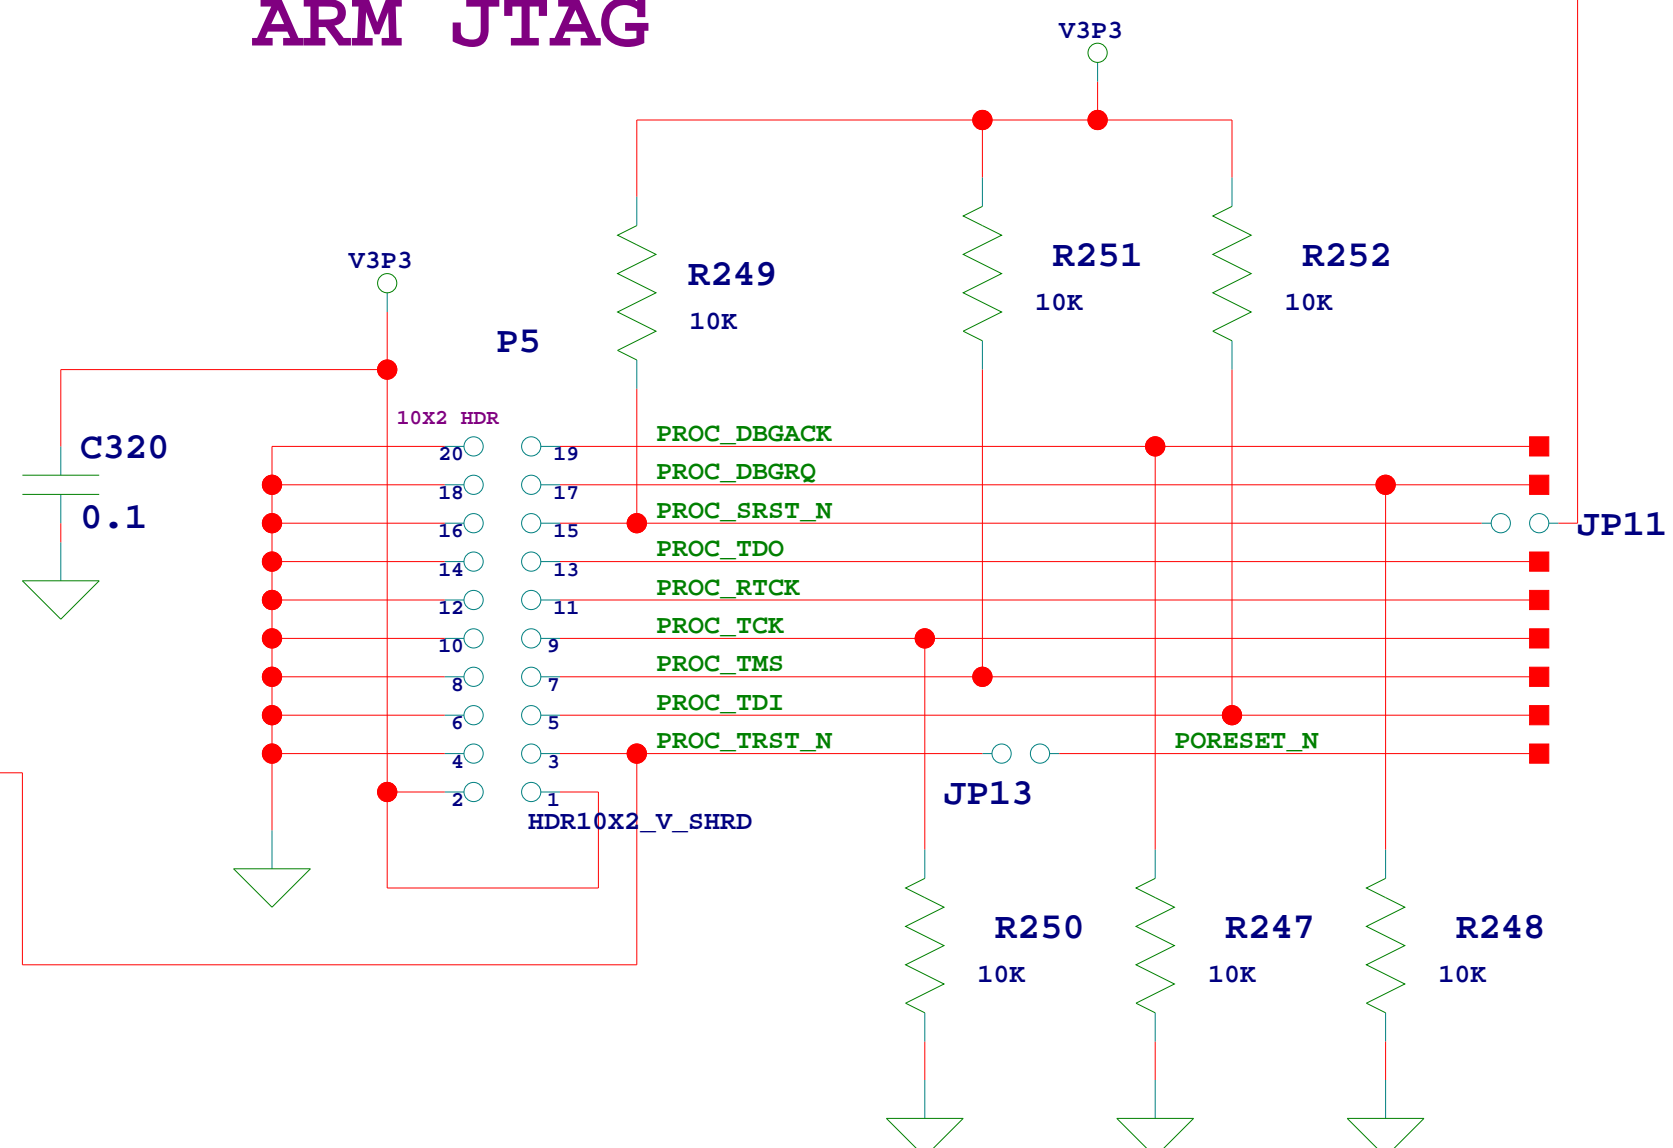 ARM JTAG
V3P3
V3P3
R249
10K
R251
10K
R252
10K
P5
10X2 HDR
C320
0.1
20
19
PROC_DBGACK
18
17
PROC_DBGRQ
16
15
PROC_SRST_N
JP11
14
13
PROC_TDO
12
11
PROC_RTCK
10
9
PROC_TCK
8
7
PROC_TMS
6
5
PROC_TDI
4
3
PROC_TRST_N
PORESET_N
2
1
JP13
HDR10X2_V_SHRD
R250
10K
R247
10K
R248
10K